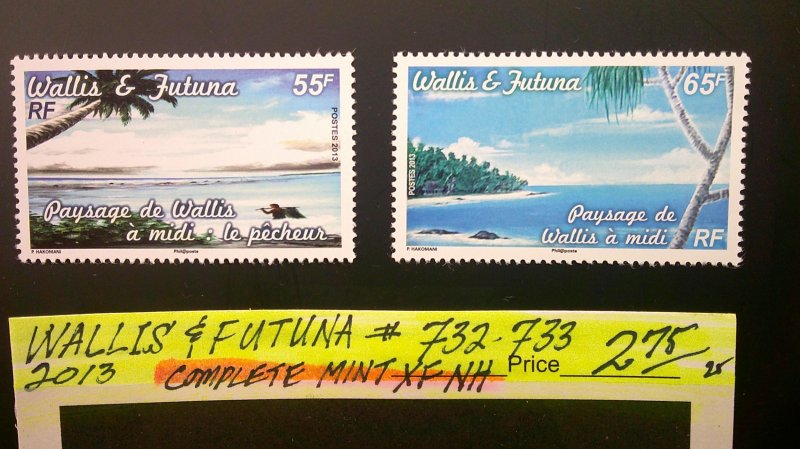 Wallis & Futuna 55F
RF
POSTES 2013
Paysage de Wallis
à midi : le pêcheur
P. HAKOMANI Phil@poste
Wallis & Futuna 65F
POSTES 2013
Paysage de
Wallis à midi RF
P. HAKOMANI Phil@poste
WALLIS & FUTUNA # 732-733
2013 COMPLETE MINT XF NH Price 2 75 25